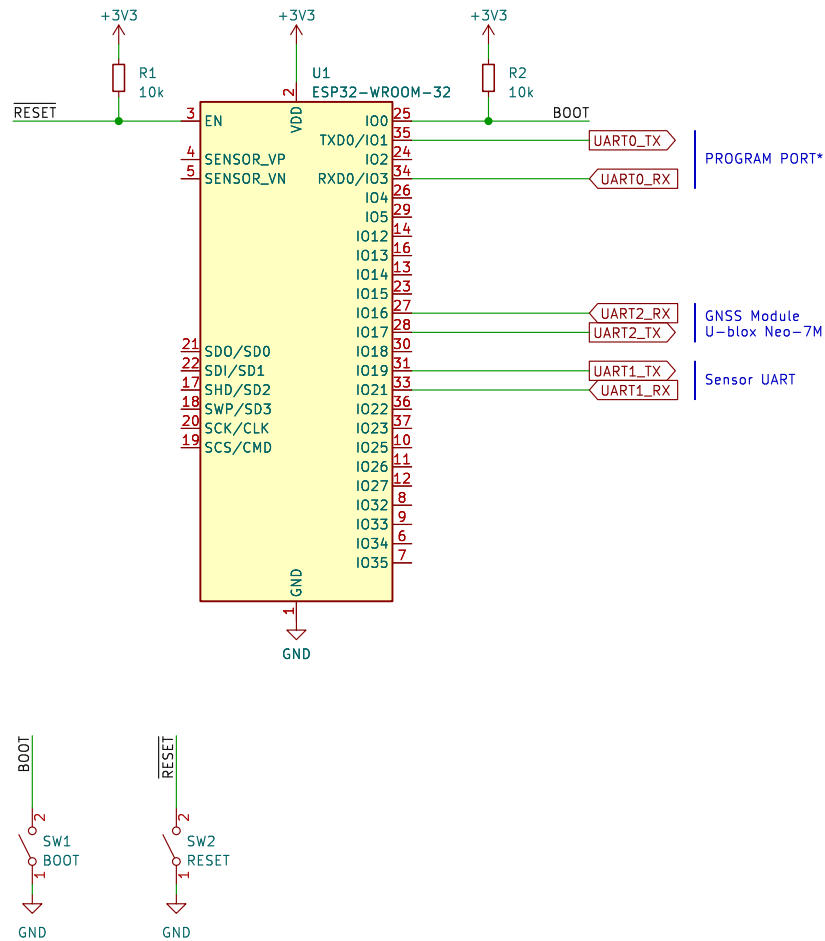 +3V3
+3V3
+3V3
R1
10k
U1
ESP32-WROOM-32
R2
10k
RESET
BOOT
2
VDD
3
EN
4
SENSOR_VP
5
SENSOR_VN
21
SDO/SD0
22
SDI/SD1
17
SHD/SD2
18
SWP/SD3
20
SCK/CLK
19
SCS/CMD
IO0
25
TXD0/IO1
35
IO2
24
RXD0/IO3
34
IO4
26
IO5
29
IO12
14
IO13
16
IO14
13
IO15
23
IO16
27
IO17
28
IO18
30
IO19
31
IO21
33
IO22
36
IO23
37
IO25
10
IO26
11
IO27
12
IO32
8
IO33
9
IO34
6
IO35
7
GND
1
GND
UART0_TX
UART0_RX
PROGRAM PORT*
UART2_RX
UART2_TX
GNSS Module
U-blox Neo-7M
UART1_TX
UART1_RX
Sensor UART
BOOT
2
SW1
BOOT
1
GND
RESET
2
SW2
RESET
1
GND